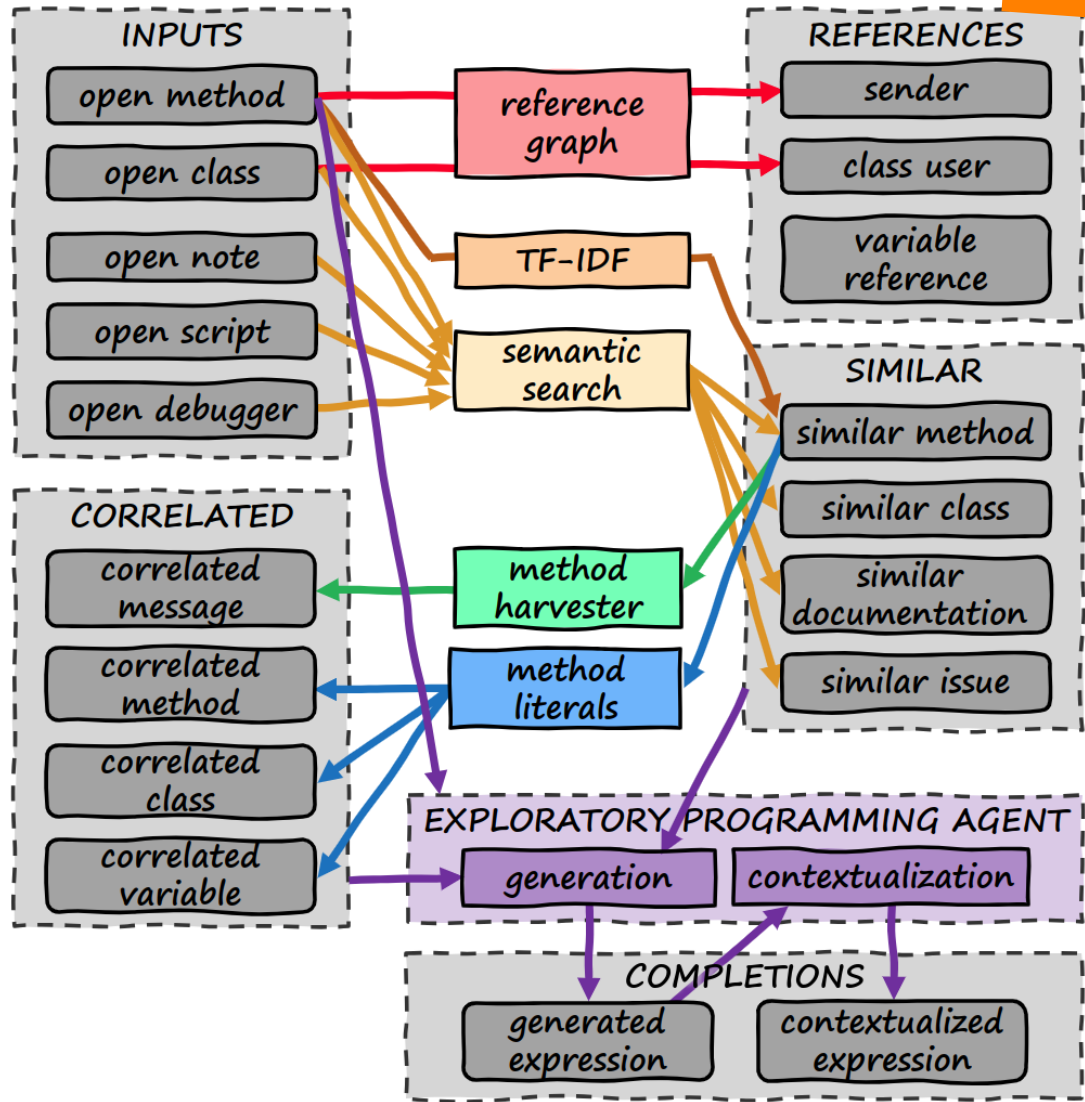 INPUTS
open method
open class
open note
open script
open debugger
reference
graph
TF-IDF
semantic
search
REFERENCES
sender
class user
variable
reference
SIMILAR
similar method
similar class
similar
documentation
similar issue
CORRELATED
correlated
message
correlated
method
correlated
class
correlated
variable
method
harvester
method
literals
EXPLORATORY PROGRAMMING AGENT
generation
contextualization
COMPLETIONS
generated
expression
contextualized
expression